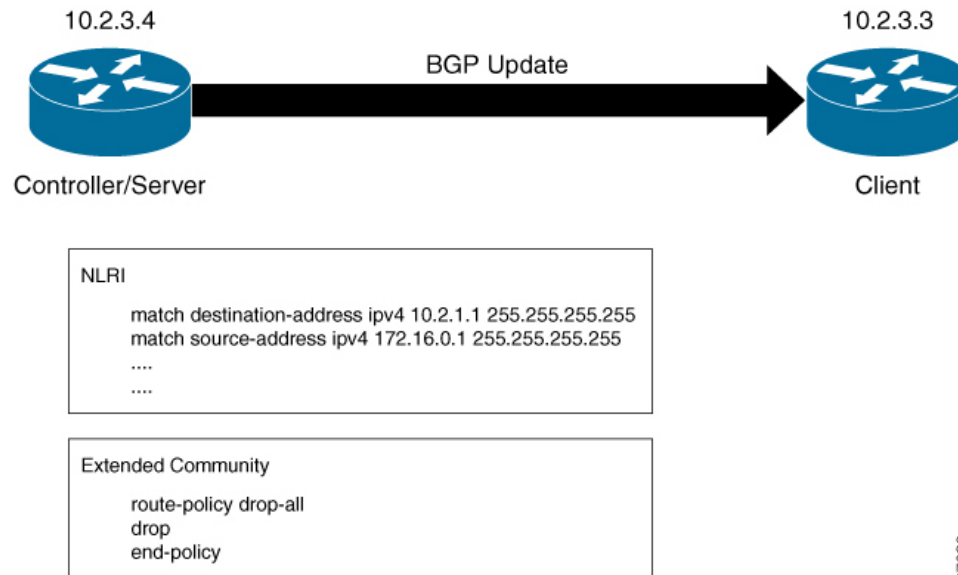 10.2.3.4
10.2.3.3
BGP Update
Controller/Server
Client
NLRI
match destination-address ipv4 10.2.1.1 255.255.255.255
match source-address ipv4 172.16.0.1 255.255.255.255
....
....
Extended Community
route-policy drop-all
drop
end-policy